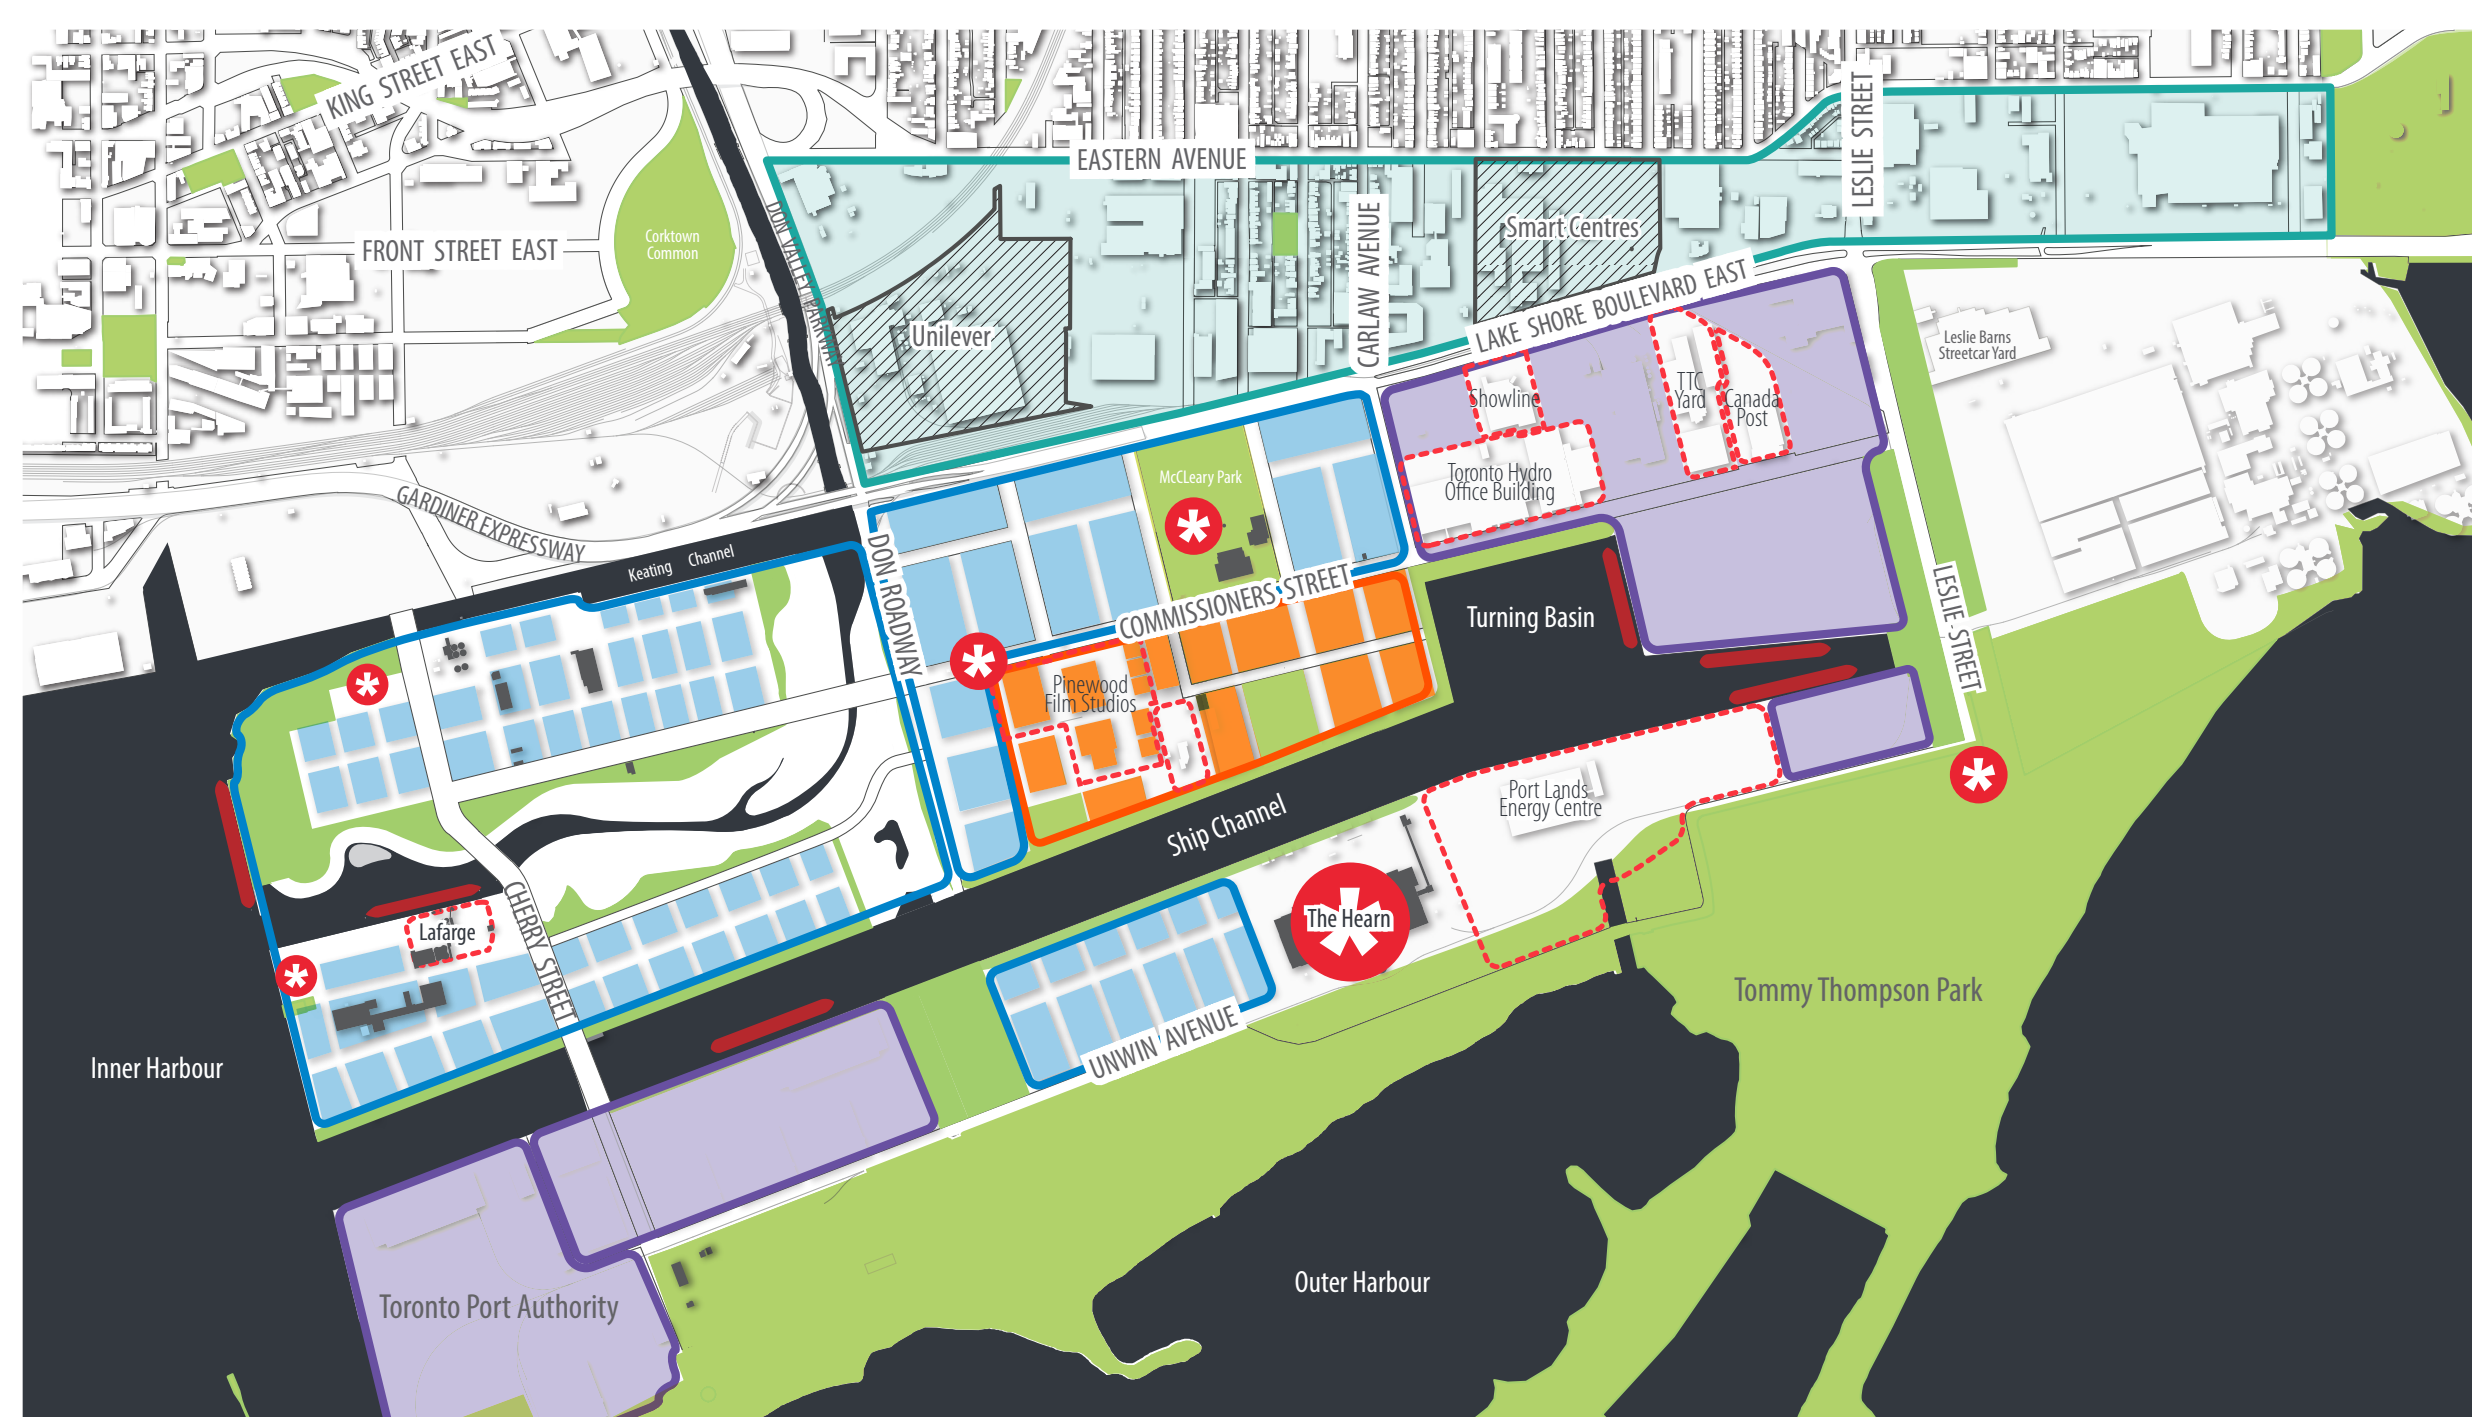 KING STREET EAST
LESLIE STREET
EASTERN AVENUE
FRONT STREET EAST
Corktown
Common
DON VALLEY PARKWAY
CARLAW AVENUE
Smart Centres
Unilever
LAKE SHORE BOULEVARD EAST
Leslie Barns
Streetcar Yard
Showline
TTC
Yard
Canada
Post
McCLeary Park
Toronto Hydro
Office Building
GARDINER EXPRESSWAY
Keating Channel
DON ROADWAY
COMMISSIONERS STREET
Turning Basin
LESLIE STREET
Pinewood
Film Studios
Port Lands
Energy Centre
Ship Channel
CHERRY STREET
Lafarge
The Hearn
Tommy Thompson Park
UNWIN AVENUE
Inner Harbour
Outer Harbour
Toronto Port Authority